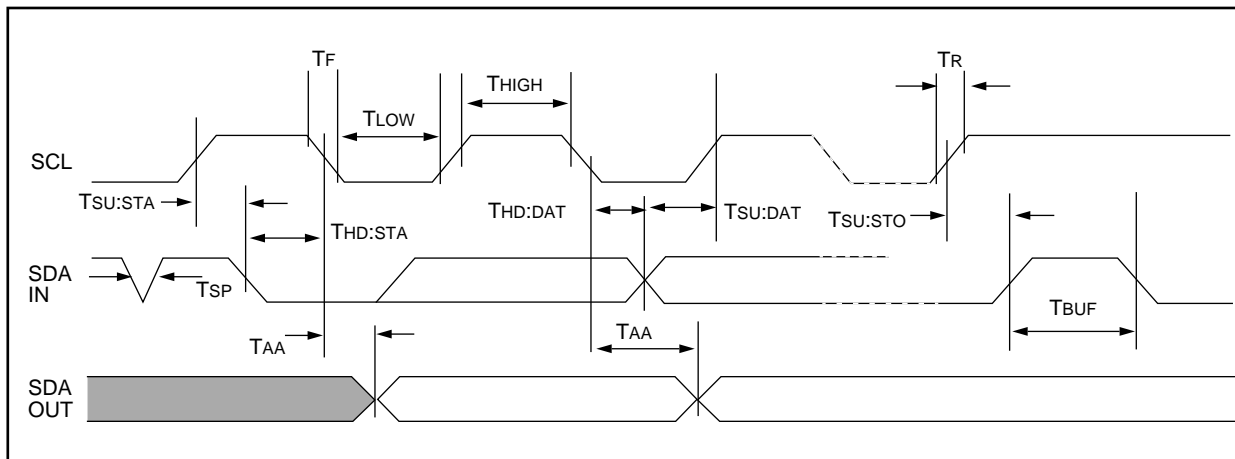 TF
TR
THIGH
TLOW
SCL
TSU:STA
THD:STA
THD:DAT
TSU:DAT
TSU:STO
SDA
IN
TSP
TBUF
TAA
TAA
SDA
OUT